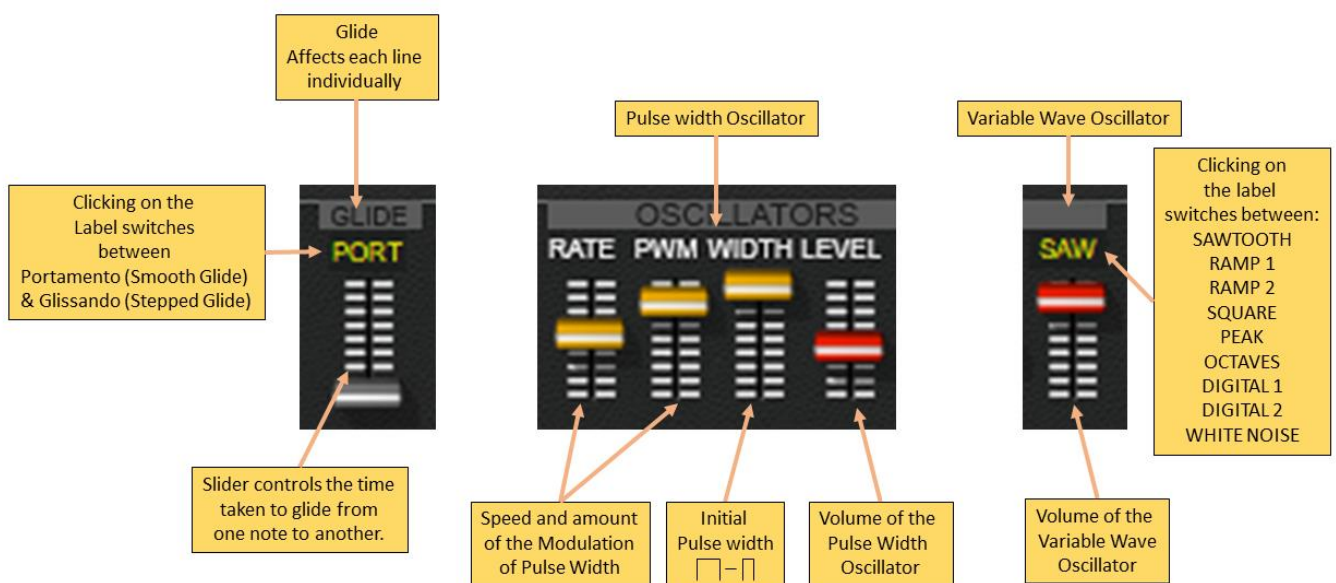 Glide
Affects each line
individually
Pulse width Oscillator
Variable Wave Oscillator
Clicking on the
Label switches
between
Portamento (Smooth Glide)
& Glissando (Stepped Glide)
GLIDE
PORT
OSCILLATORS
RATE PWM WIDTH LEVEL
SAW
Clicking on
the label
switches between:
SAWTOOTH
RAMP 1
RAMP 2
SQUARE
PEAK
OCTAVES
DIGITAL 1
DIGITAL 2
WHITE NOISE
Slider controls the time
taken to glide from
one note to another.
Speed and amount
of the Modulation
of Pulse Width
Initial
Pulse width
Volume of the
Pulse Width
Oscillator
Volume of the
Variable Wave
Oscillator